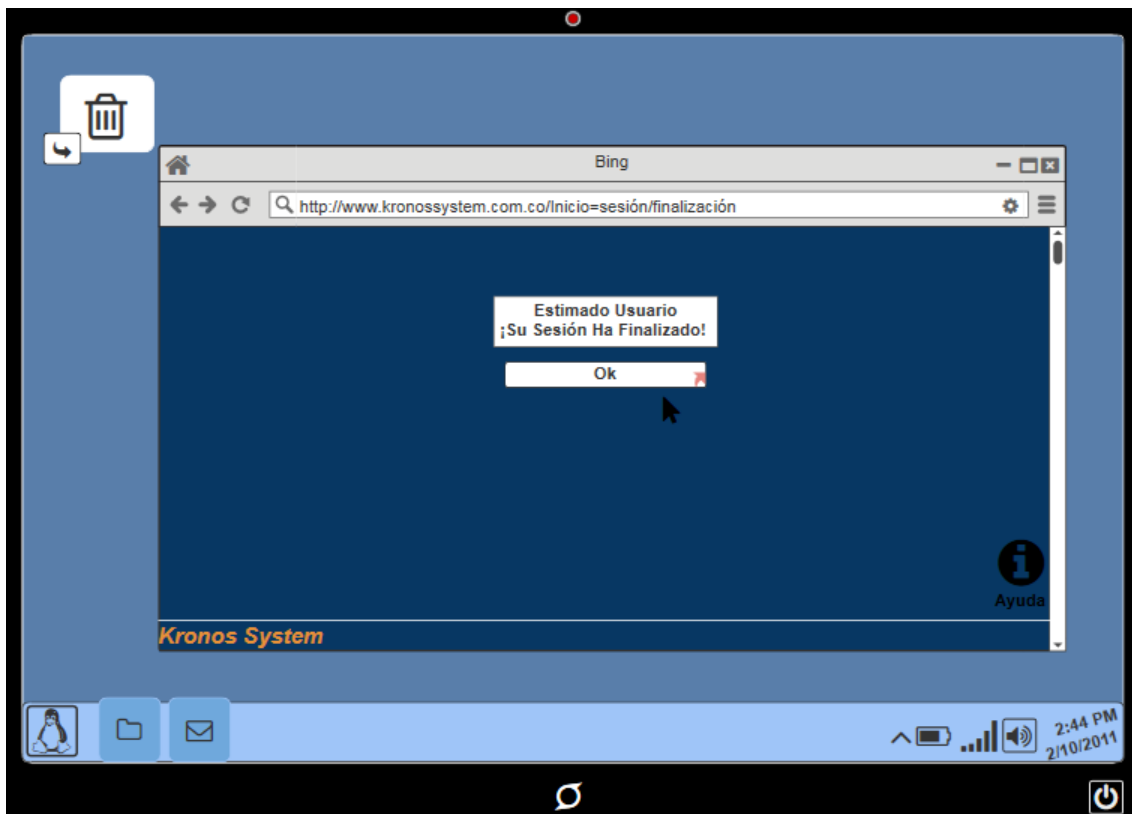 Bing
http://www.kronossystem.com.co/Inicio=sesión/finalización
Estimado Usuario
¡Su Sesión Ha Finalizado!
Ok
Ayuda
Kronos System
2:44 PM
2/10/2011